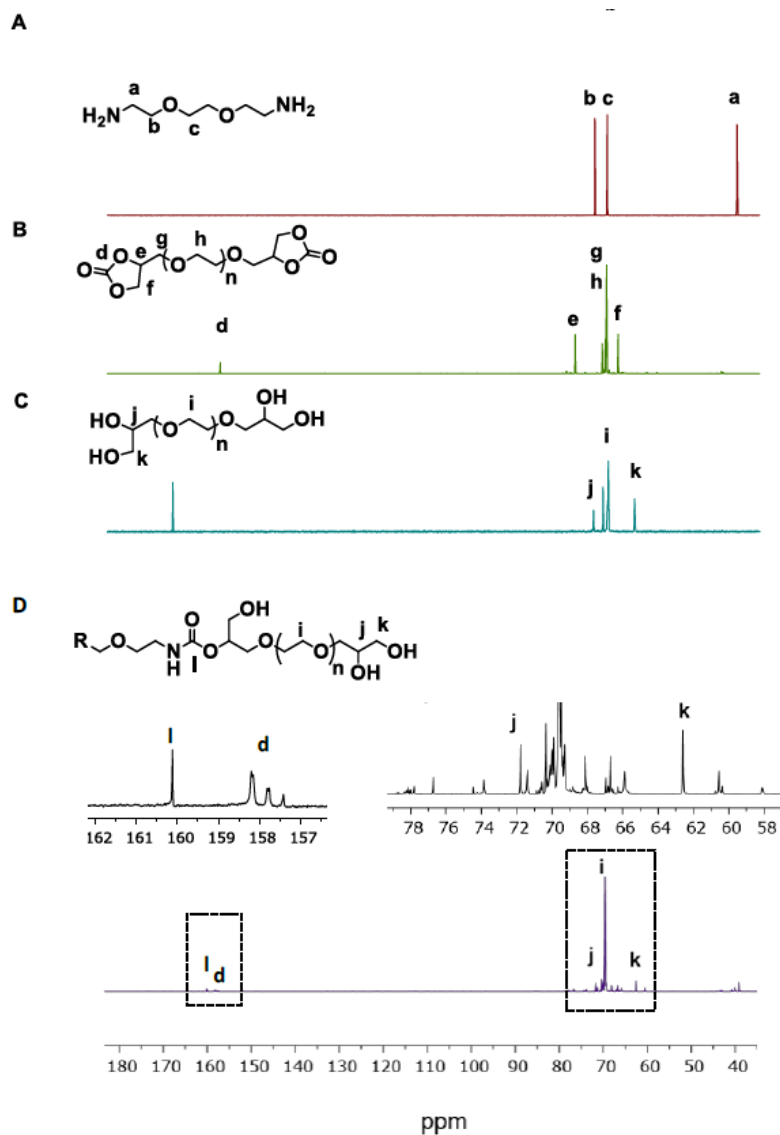 A
a
b
c
H₂N
O
O
NH₂
b
c
a
B
d
e
f
g
h
n
O
O
O
O
O
O
O
O
g
h
d
e
f
C
HO
HO
j
k
i
O
O
n
OH
OH
i
j
k
D
R
O
O
N
H
l
O
OH
O
i
O
n
j
k
OH
OH
l
d
162 161 160 159 158 157
j
k
78 76 74 72 70 68 66 64 62 60 58
l
d
i
j
k
180 170 160 150 140 130 120 110 100 90 80 70 60 50 40
ppm